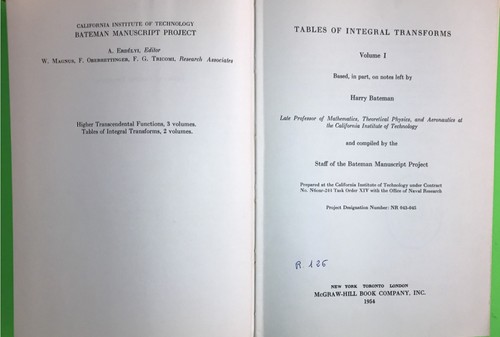 CALIFORNIA INSTITUTE OF TECHNOLOGY
BATEMAN MANUSCRIPT PROJECT
A. ERDÉLYI, Editor
W. MAGNUS, F. OBERHETTINGER, F. G. TRICOMI, Research Associates
Higher Transcendental Functions, 3 volumes.
Tables of Integral Transforms, 2 volumes.
TABLES OF INTEGRAL TRANSFORMS
Volume I
Based, in part, on notes left by
Harry Bateman
Late Professor of Mathematics, Theoretical Physics, and Aeronautics at
the California Institute of Technology
and compiled by the
Staff of the Bateman Manuscript Project
Prepared at the California Institute of Technology under Contract
No. N6onr-244 Task Order XIV with the Office of Naval Research
Project Designation Number: NR 043-045
R. 126
NEW YORK TORONTO LONDON
McGRAW-HILL BOOK COMPANY, INC.
1954